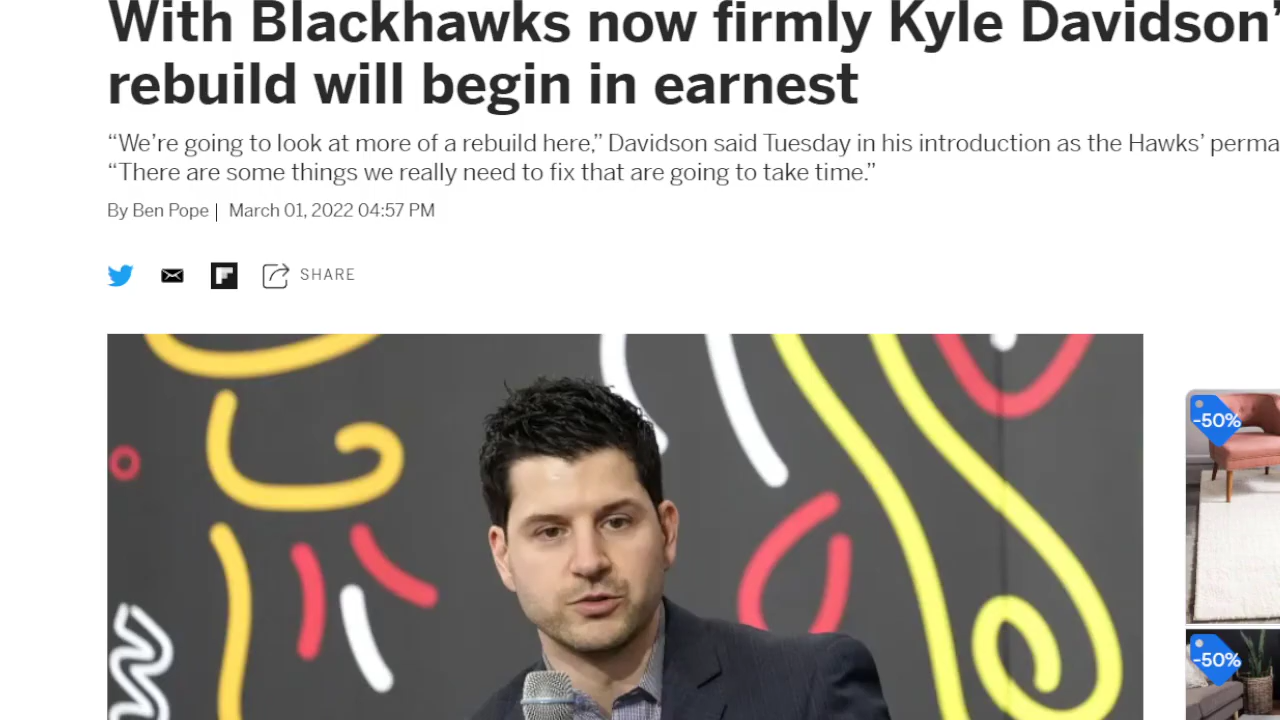 With Blackhawks now firmly Kyle Davidson'
rebuild will begin in earnest
“We’re going to look at more of a rebuild here,” Davidson said Tuesday in his introduction as the Hawks’ perma
“There are some things we really need to fix that are going to take time.”
By Ben Pope | March 01, 2022 04:57 PM
SHARE
-50%
-50%